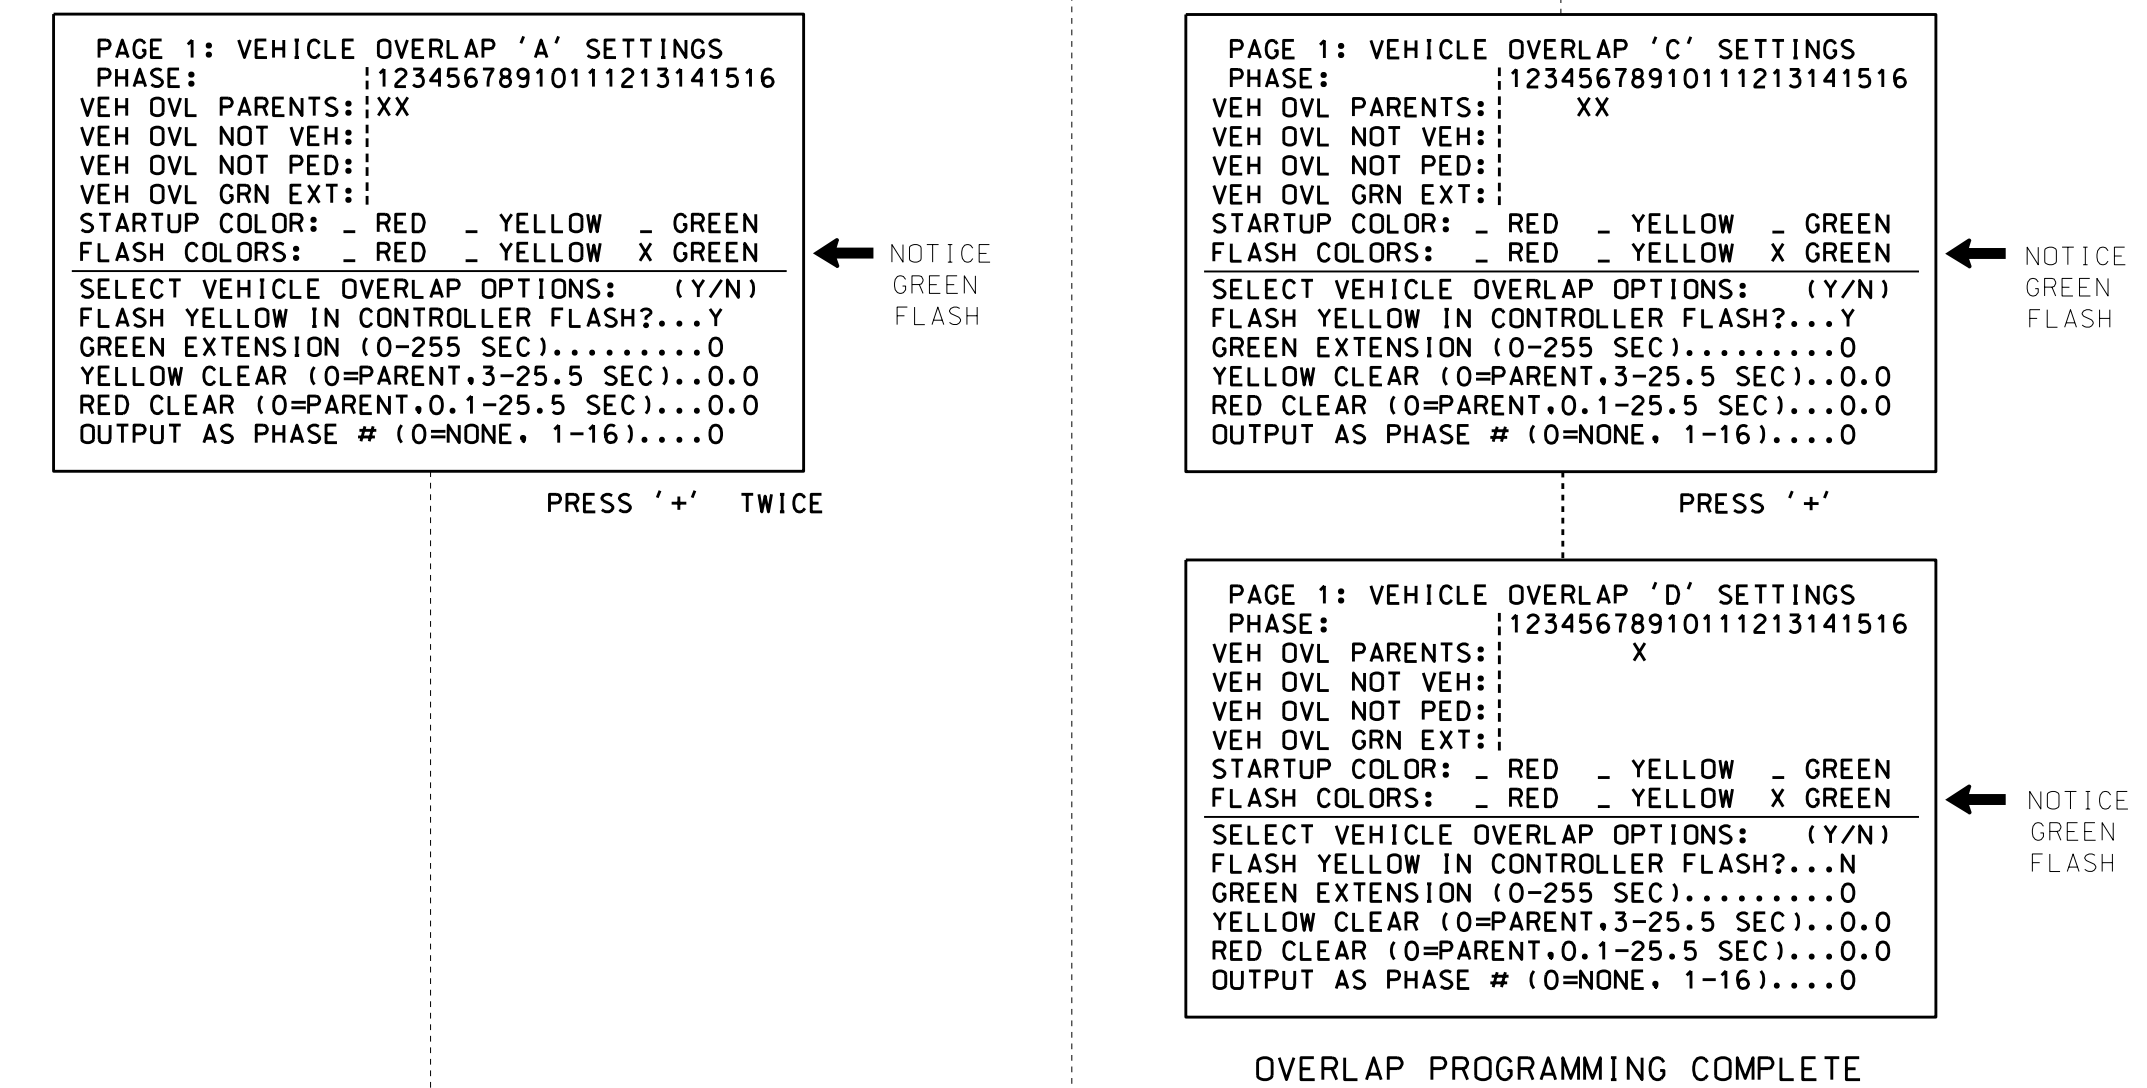 PAGE 1: VEHICLE OVERLAP 'A' SETTINGS
PHASE: ¦12345678910111213141516
VEH OVL PARENTS:¦XX
VEH OVL NOT VEH:¦
VEH OVL NOT PED:¦
VEH OVL GRN EXT:¦
STARTUP COLOR: _ RED _ YELLOW _ GREEN
FLASH COLORS: _ RED _ YELLOW X GREEN
SELECT VEHICLE OVERLAP OPTIONS: (Y/N)
FLASH YELLOW IN CONTROLLER FLASH?...Y
GREEN EXTENSION (0-255 SEC).........0
YELLOW CLEAR (0=PARENT,3-25.5 SEC)..0.0
RED CLEAR (0=PARENT,0.1-25.5 SEC)...0.0
OUTPUT AS PHASE # (0=NONE, 1-16)....0
NOTICE
GREEN
FLASH
PRESS '+' TWICE
PAGE 1: VEHICLE OVERLAP 'C' SETTINGS
PHASE: ¦12345678910111213141516
VEH OVL PARENTS:¦ XX
VEH OVL NOT VEH:¦
VEH OVL NOT PED:¦
VEH OVL GRN EXT:¦
STARTUP COLOR: _ RED _ YELLOW _ GREEN
FLASH COLORS: _ RED _ YELLOW X GREEN
SELECT VEHICLE OVERLAP OPTIONS: (Y/N)
FLASH YELLOW IN CONTROLLER FLASH?...Y
GREEN EXTENSION (0-255 SEC).........0
YELLOW CLEAR (0=PARENT,3-25.5 SEC)..0.0
RED CLEAR (0=PARENT,0.1-25.5 SEC)...0.0
OUTPUT AS PHASE # (0=NONE, 1-16)....0
NOTICE
GREEN
FLASH
PRESS '+'
PAGE 1: VEHICLE OVERLAP 'D' SETTINGS
PHASE: ¦12345678910111213141516
VEH OVL PARENTS:¦ X
VEH OVL NOT VEH:¦
VEH OVL NOT PED:¦
VEH OVL GRN EXT:¦
STARTUP COLOR: _ RED _ YELLOW _ GREEN
FLASH COLORS: _ RED _ YELLOW X GREEN
SELECT VEHICLE OVERLAP OPTIONS: (Y/N)
FLASH YELLOW IN CONTROLLER FLASH?...N
GREEN EXTENSION (0-255 SEC).........0
YELLOW CLEAR (0=PARENT,3-25.5 SEC)..0.0
RED CLEAR (0=PARENT,0.1-25.5 SEC)...0.0
OUTPUT AS PHASE # (0=NONE, 1-16)....0
NOTICE
GREEN
FLASH
OVERLAP PROGRAMMING COMPLETE